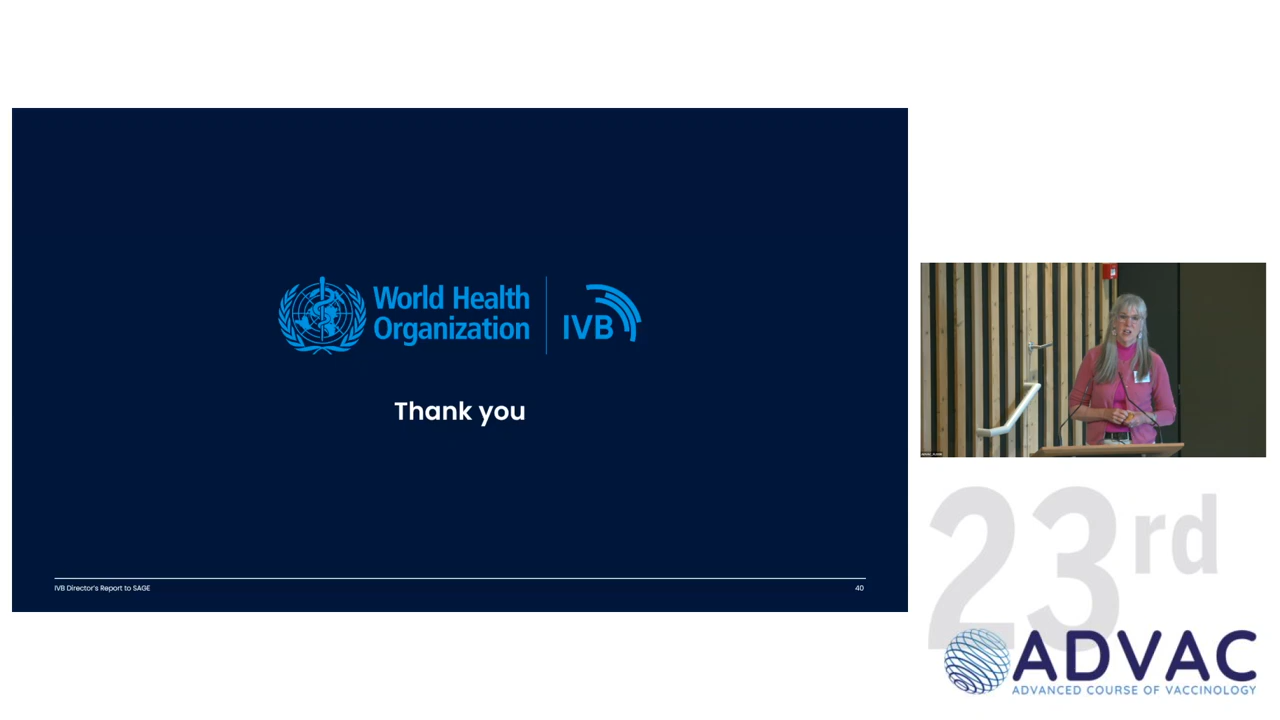 World Health
Organization
IVB
Thank you
IVB Director's Report to SAGE
40
23rd
ADVAC
ADVANCED COURSE OF VACCINOLOGY